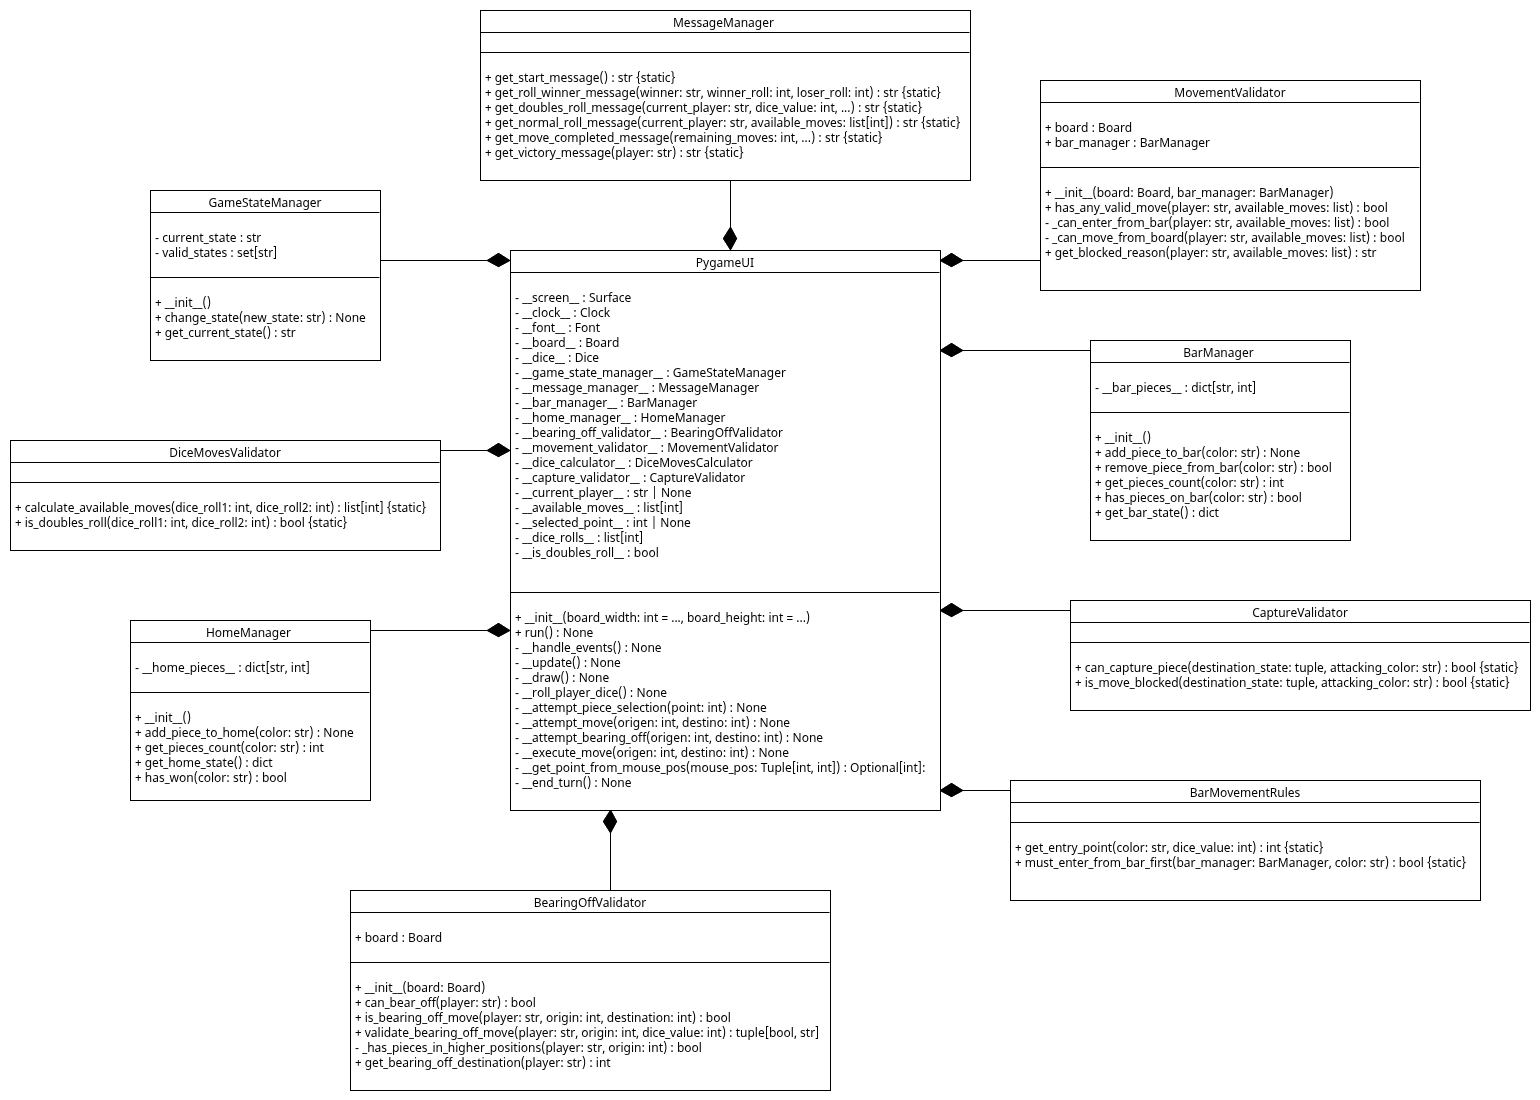 MessageManager
+ get_start_message() : str {static}
+ get_roll_winner_message(winner: str, winner_roll: int, loser_roll: int) : str {static}
+ get_doubles_roll_message(current_player: str, dice_value: int, ...) : str {static}
+ get_normal_roll_message(current_player: str, available_moves: list[int]) : str {static}
+ get_move_completed_message(remaining_moves: int, ...) : str {static}
+ get_victory_message(player: str) : str {static}
MovementValidator
+ board : Board
+ bar_manager : BarManager
+ __init__(board: Board, bar_manager: BarManager)
+ has_any_valid_move(player: str, available_moves: list) : bool
- _can_enter_from_bar(player: str, available_moves: list) : bool
- _can_move_from_board(player: str, available_moves: list) : bool
+ get_blocked_reason(player: str, available_moves: list) : str
GameStateManager
- current_state : str
- valid_states : set[str]
+ __init__()
+ change_state(new_state: str) : None
+ get_current_state() : str
PygameUI
- __screen__ : Surface
- __clock__ : Clock
- __font__ : Font
- __board__ : Board
- __dice__ : Dice
- __game_state_manager__ : GameStateManager
- __message_manager__ : MessageManager
- __bar_manager__ : BarManager
- __home_manager__ : HomeManager
- __bearing_off_validator__ : BearingOffValidator
- __movement_validator__ : MovementValidator
- __dice_calculator__ : DiceMovesCalculator
- __capture_validator__ : CaptureValidator
- __current_player__ : str | None
- __available_moves__ : list[int]
- __selected_point__ : int | None
- __dice_rolls__ : list[int]
- __is_doubles_roll__ : bool
+ __init__(board_width: int = ..., board_height: int = ...)
+ run() : None
- __handle_events() : None
- __update() : None
- __draw() : None
- __roll_player_dice() : None
- __attempt_piece_selection(point: int) : None
- __attempt_move(origen: int, destino: int) : None
- __attempt_bearing_off(origen: int, destino: int) : None
- __execute_move(origen: int, destino: int) : None
- __get_point_from_mouse_pos(mouse_pos: Tuple[int, int]) : Optional[int]:
- __end_turn() : None
BarManager
- __bar_pieces__ : dict[str, int]
+ __init__()
+ add_piece_to_bar(color: str) : None
+ remove_piece_from_bar(color: str) : bool
+ get_pieces_count(color: str) : int
+ has_pieces_on_bar(color: str) : bool
+ get_bar_state() : dict
DiceMovesValidator
+ calculate_available_moves(dice_roll1: int, dice_roll2: int) : list[int] {static}
+ is_doubles_roll(dice_roll1: int, dice_roll2: int) : bool {static}
HomeManager
- __home_pieces__ : dict[str, int]
+ __init__()
+ add_piece_to_home(color: str) : None
+ get_pieces_count(color: str) : int
+ get_home_state() : dict
+ has_won(color: str) : bool
CaptureValidator
+ can_capture_piece(destination_state: tuple, attacking_color: str) : bool {static}
+ is_move_blocked(destination_state: tuple, attacking_color: str) : bool {static}
BarMovementRules
+ get_entry_point(color: str, dice_value: int) : int {static}
+ must_enter_from_bar_first(bar_manager: BarManager, color: str) : bool {static}
BearingOffValidator
+ board : Board
+ __init__(board: Board)
+ can_bear_off(player: str) : bool
+ is_bearing_off_move(player: str, origin: int, destination: int) : bool
+ validate_bearing_off_move(player: str, origin: int, dice_value: int) : tuple[bool, str]
- _has_pieces_in_higher_positions(player: str, origin: int) : bool
+ get_bearing_off_destination(player: str) : int